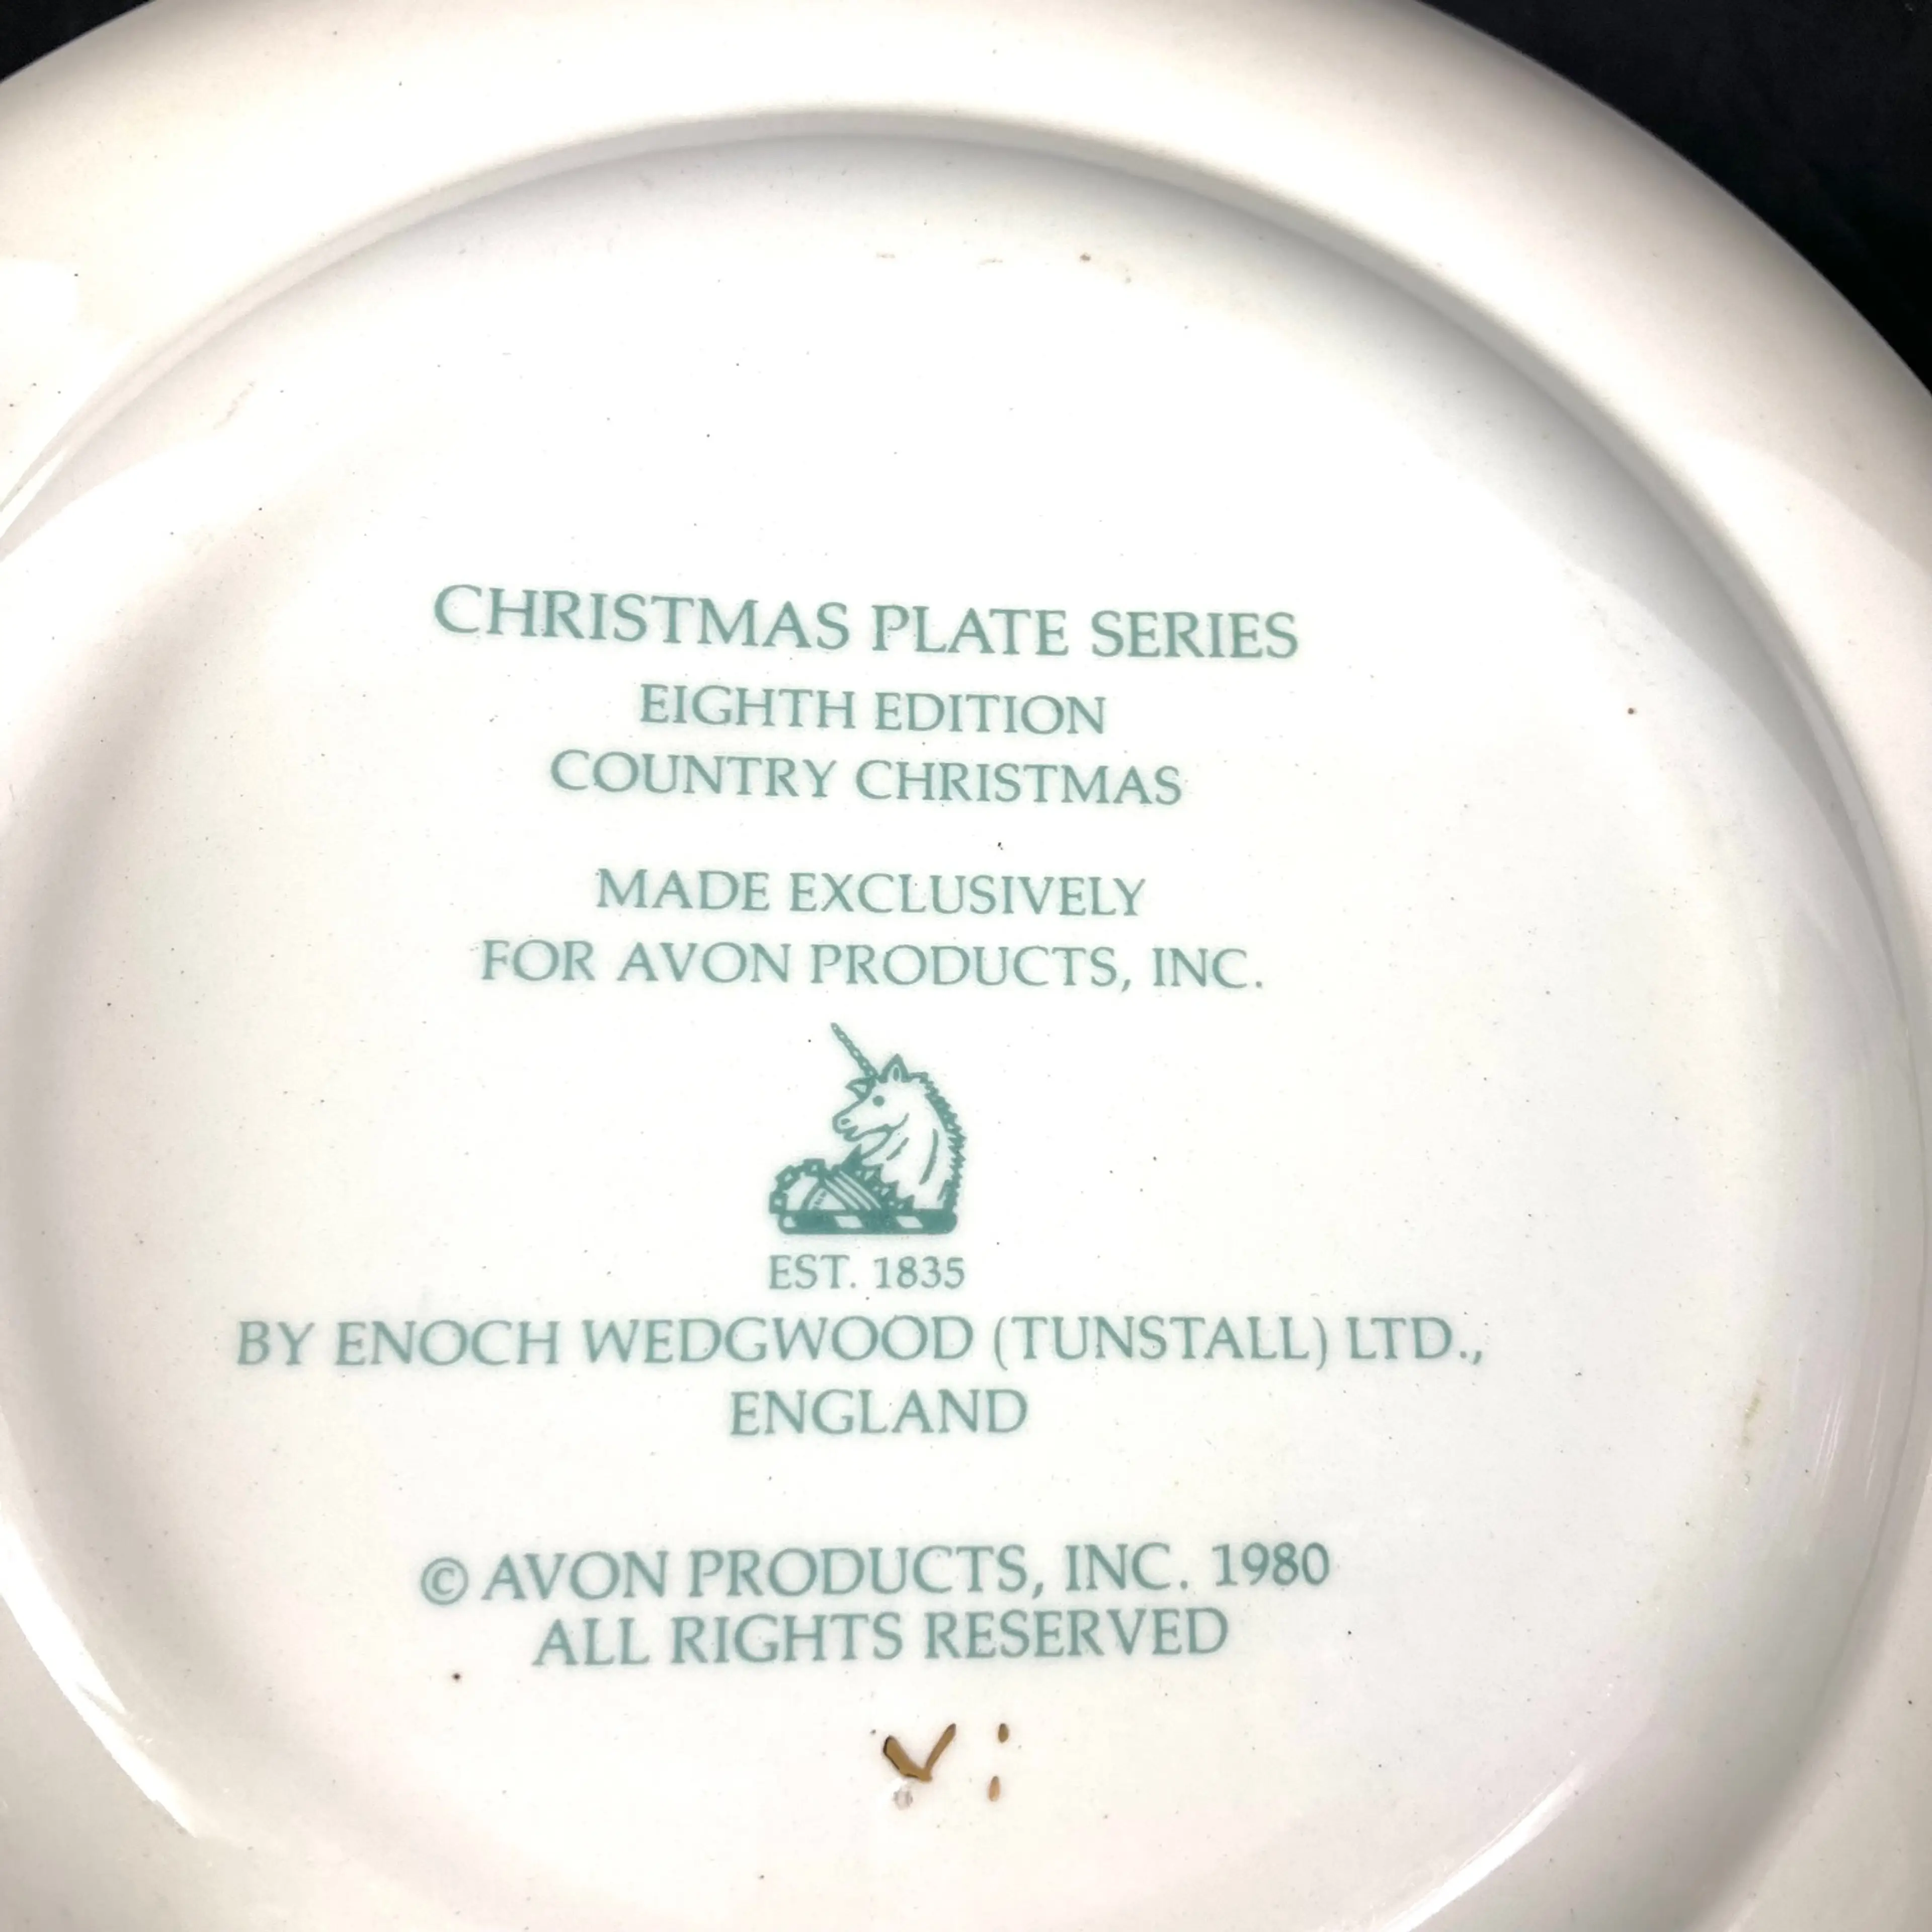 CHRISTMAS PLATE SERIES
EIGHTH EDITION
COUNTRY CHRISTMAS
MADE EXCLUSIVELY
FOR AVON PRODUCTS, INC.
EST. 1835
BY ENOCH WEDGWOOD (TUNSTALL) LTD.,
ENGLAND
© AVON PRODUCTS, INC. 1980
ALL RIGHTS RESERVED